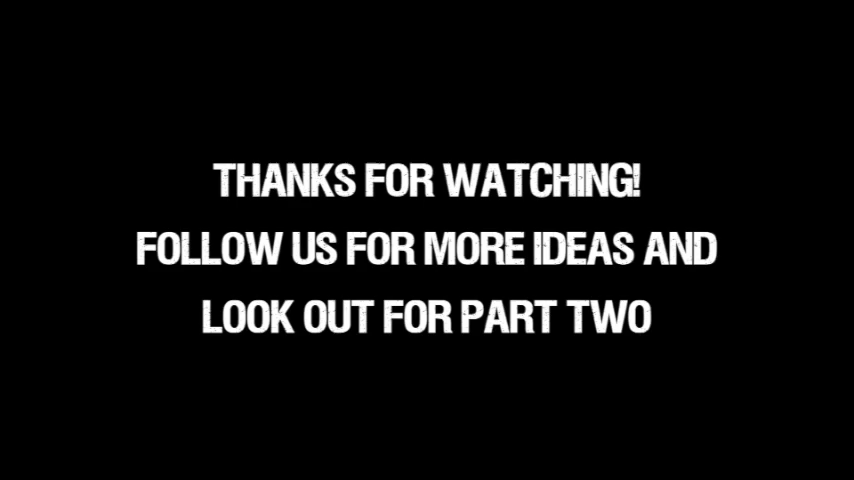 THANKS FOR WATCHING!
FOLLOW US FOR MORE IDEAS AND
LOOK OUT FOR PART TWO